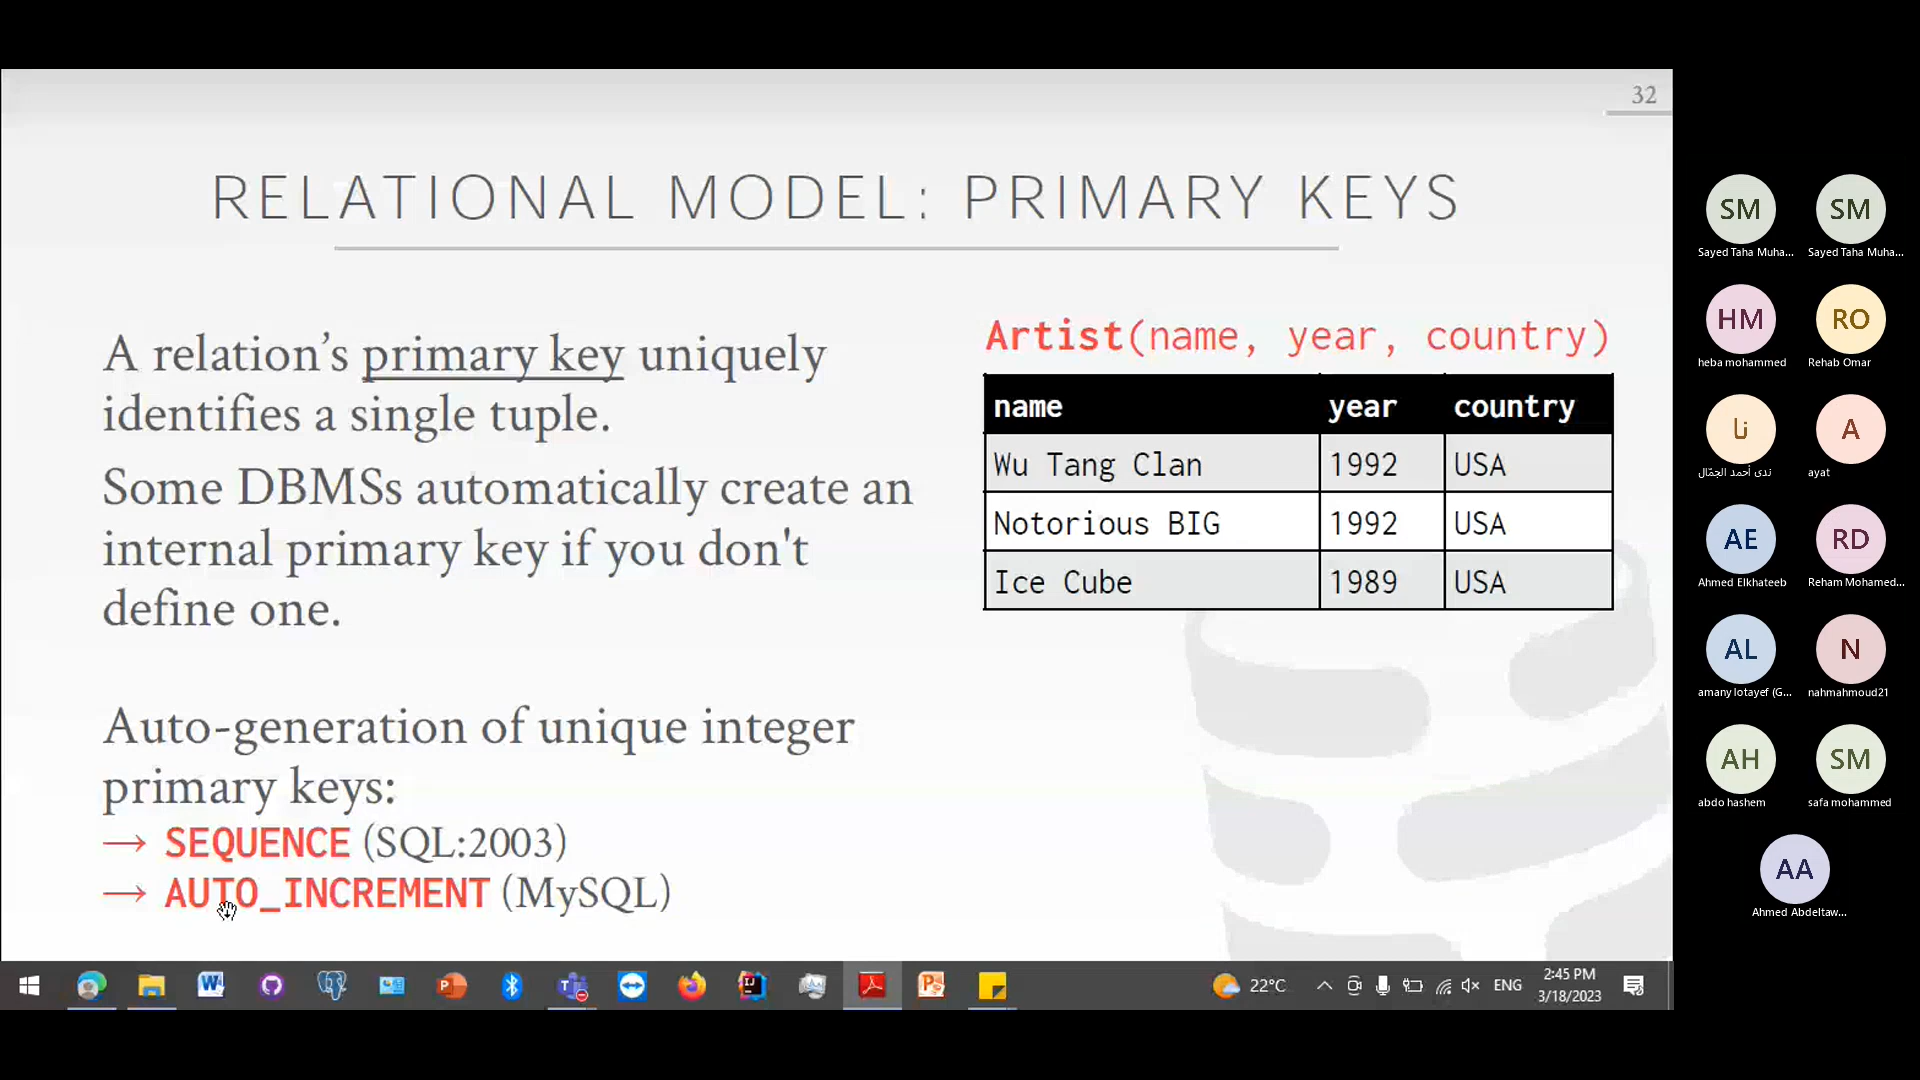 32
RELATIONAL MODEL: PRIMARY KEYS
A relation’s primary key uniquely
identifies a single tuple.
Some DBMSs automatically create an
internal primary key if you don't
define one.
Auto-generation of unique integer
primary keys:
→ SEQUENCE (SQL:2003)
→ AUTO_INCREMENT (MySQL)
Artist(name, year, country)
name year country
Wu Tang Clan 1992 USA
Notorious BIG 1992 USA
Ice Cube 1989 USA
SM SM
Sayed Taha Muha... Sayed Taha Muha...
HM RO
heba mohammed Rehab Omar
نا A
ندى أحمد الجمّال ayat
AE RD
Ahmed Elkhateeb Reham Mohamed...
AL N
amany lotayef (G... nahmahmoud21
AH SM
abdo hashem safa mohammed
AA
Ahmed Abdeltaw...
22°C ENG 2:45 PM
3/18/2023